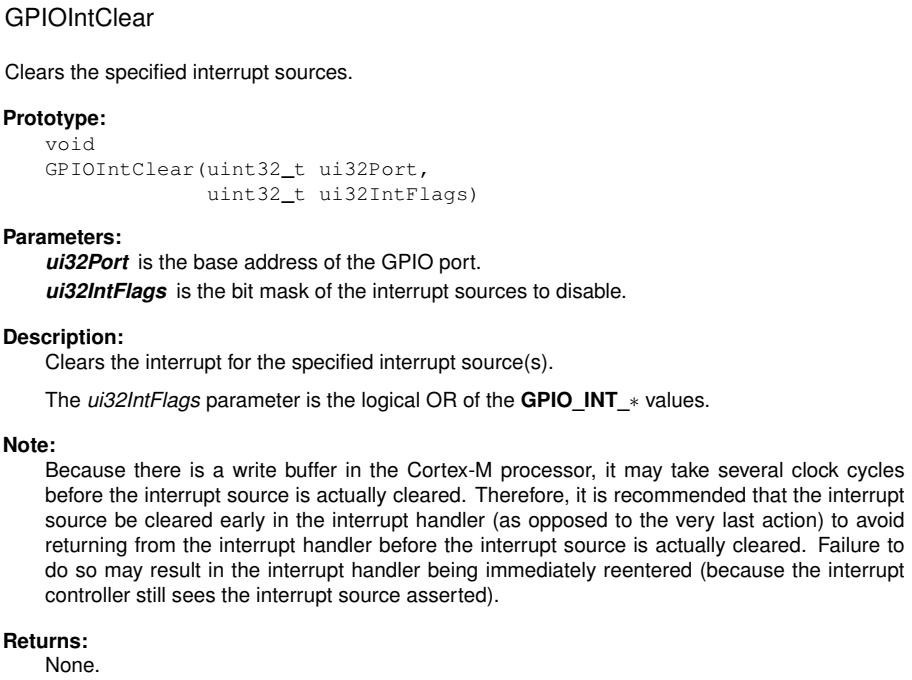 GPIOIntClear
Clears the specified interrupt sources.
Prototype:
void
GPIOIntClear(uint32_t ui32Port,
uint32_t ui32IntFlags)
Parameters:
ui32Port is the base address of the GPIO port.
ui32IntFlags is the bit mask of the interrupt sources to disable.
Description:
Clears the interrupt for the specified interrupt source(s).
The ui32IntFlags parameter is the logical OR of the GPIO_INT_* values.
Note:
Because there is a write buffer in the Cortex-M processor, it may take several clock cycles
before the interrupt source is actually cleared. Therefore, it is recommended that the interrupt
source be cleared early in the interrupt handler (as opposed to the very last action) to avoid
returning from the interrupt handler before the interrupt source is actually cleared. Failure to
do so may result in the interrupt handler being immediately reentered (because the interrupt
controller still sees the interrupt source asserted).
Returns:
None.